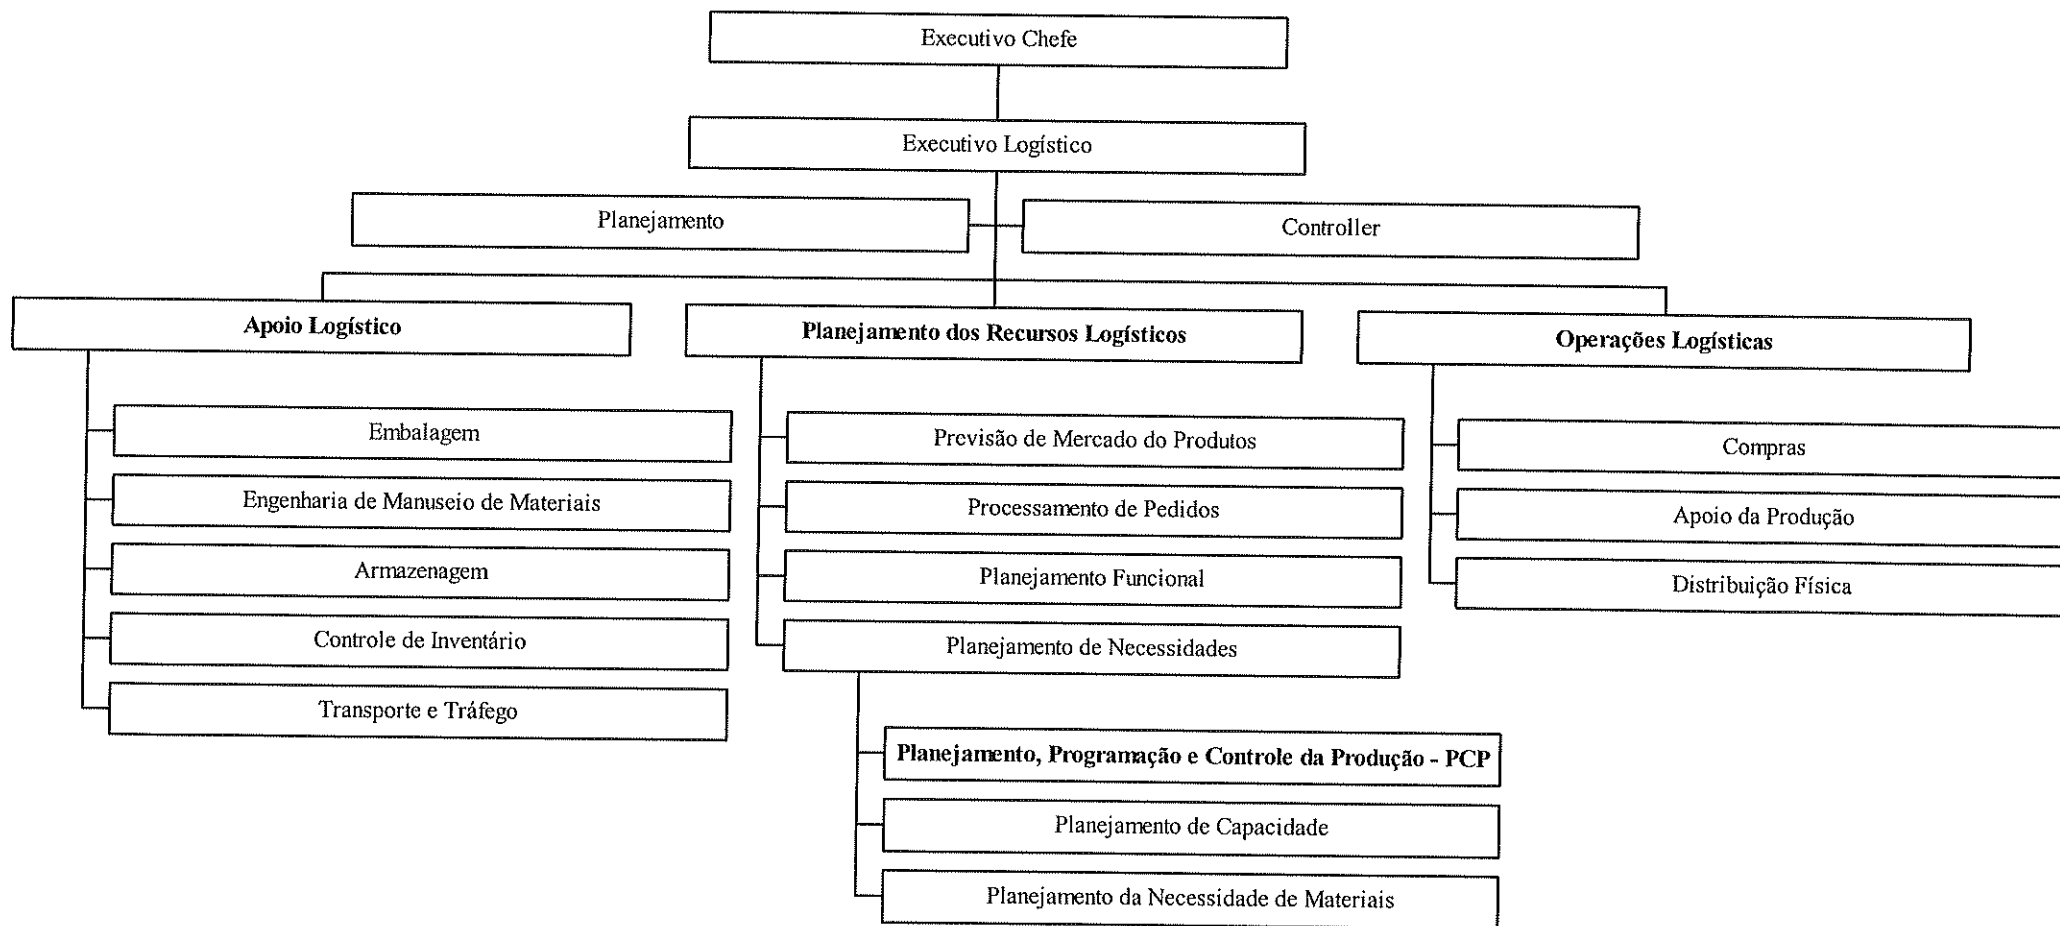 Executivo Chefe
Executivo Logístico
Planejamento
Controller
Apoio Logístico
Planejamento dos Recursos Logísticos
Operações Logísticas
Embalagem
Engenharia de Manuseio de Materiais
Armazenagem
Controle de Inventário
Transporte e Tráfego
Previsão de Mercado do Produtos
Processamento de Pedidos
Planejamento Funcional
Planejamento de Necessidades
Planejamento, Programação e Controle da Produção - PCP
Planejamento de Capacidade
Planejamento da Necessidade de Materiais
Compras
Apoio da Produção
Distribuição Física